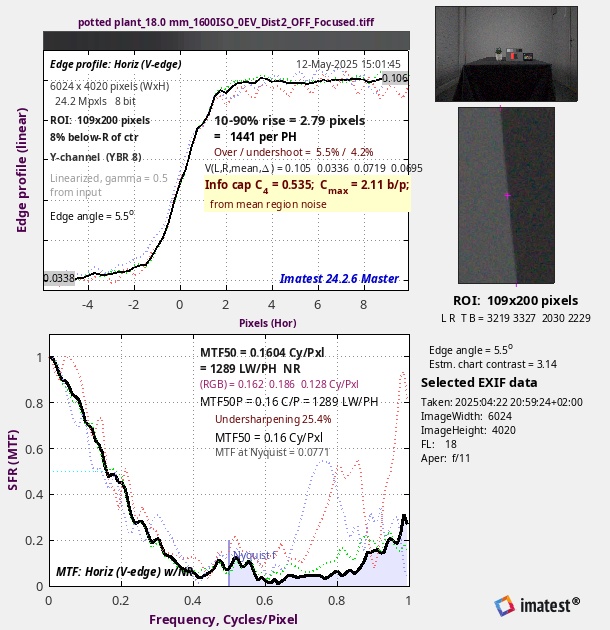 potted plant_18.0 mm_1600ISO_0EV_Dist2_OFF_Focused.tiff
Edge profile: Horiz (V-edge)
12-May-2025 15:01:45
0.106
6024 x 4020 pixels (WxH)
24.2 Mpxls 8 bit
ROI: 109x200 pixels
8% below-R of ctr
Y-channel (YBR 8)
Linearized, gamma = 0.5
from input
Edge angle = 5.5°
10-90% rise = 2.79 pixels
= 1441 per PH
Over / undershoot = 5.5% / 4.2%
V(L,R,mean,Δ) = 0.105 0.0336 0.0719 0.0695
Info cap C4 = 0.535; Cmax = 2.11 b/p;
from mean region noise
0.0338
Imatest 24.2.6 Master
Edge profile (linear)
-4 -2 0 2 4 6 8
Pixels (Hor)
ROI: 109x200 pixels
L R T B = 3219 3327 2030 2229
Edge angle = 5.5°
Estm. chart contrast = 3.14
Selected EXIF data
Taken: 2025:04:22 20:59:24+02:00
ImageWidth: 6024
ImageHeight: 4020
FL: 18
Aper: f/11
MTF50 = 0.1604 Cy/Pxl
= 1289 LW/PH NR
(RGB) = 0.162 0.186 0.128 Cy/Pxl
MTF50P = 0.16 C/P = 1289 LW/PH
Undersharpening 25.4%
MTF50 = 0.16 Cy/Pxl
MTF at Nyquist = 0.0771
Nyquist f
MTF: Horiz (V-edge) w/NR
SFR (MTF)
1
0.8
0.6
0.4
0.2
0
0 0.2 0.4 0.6 0.8 1
Frequency, Cycles/Pixel
imatest®